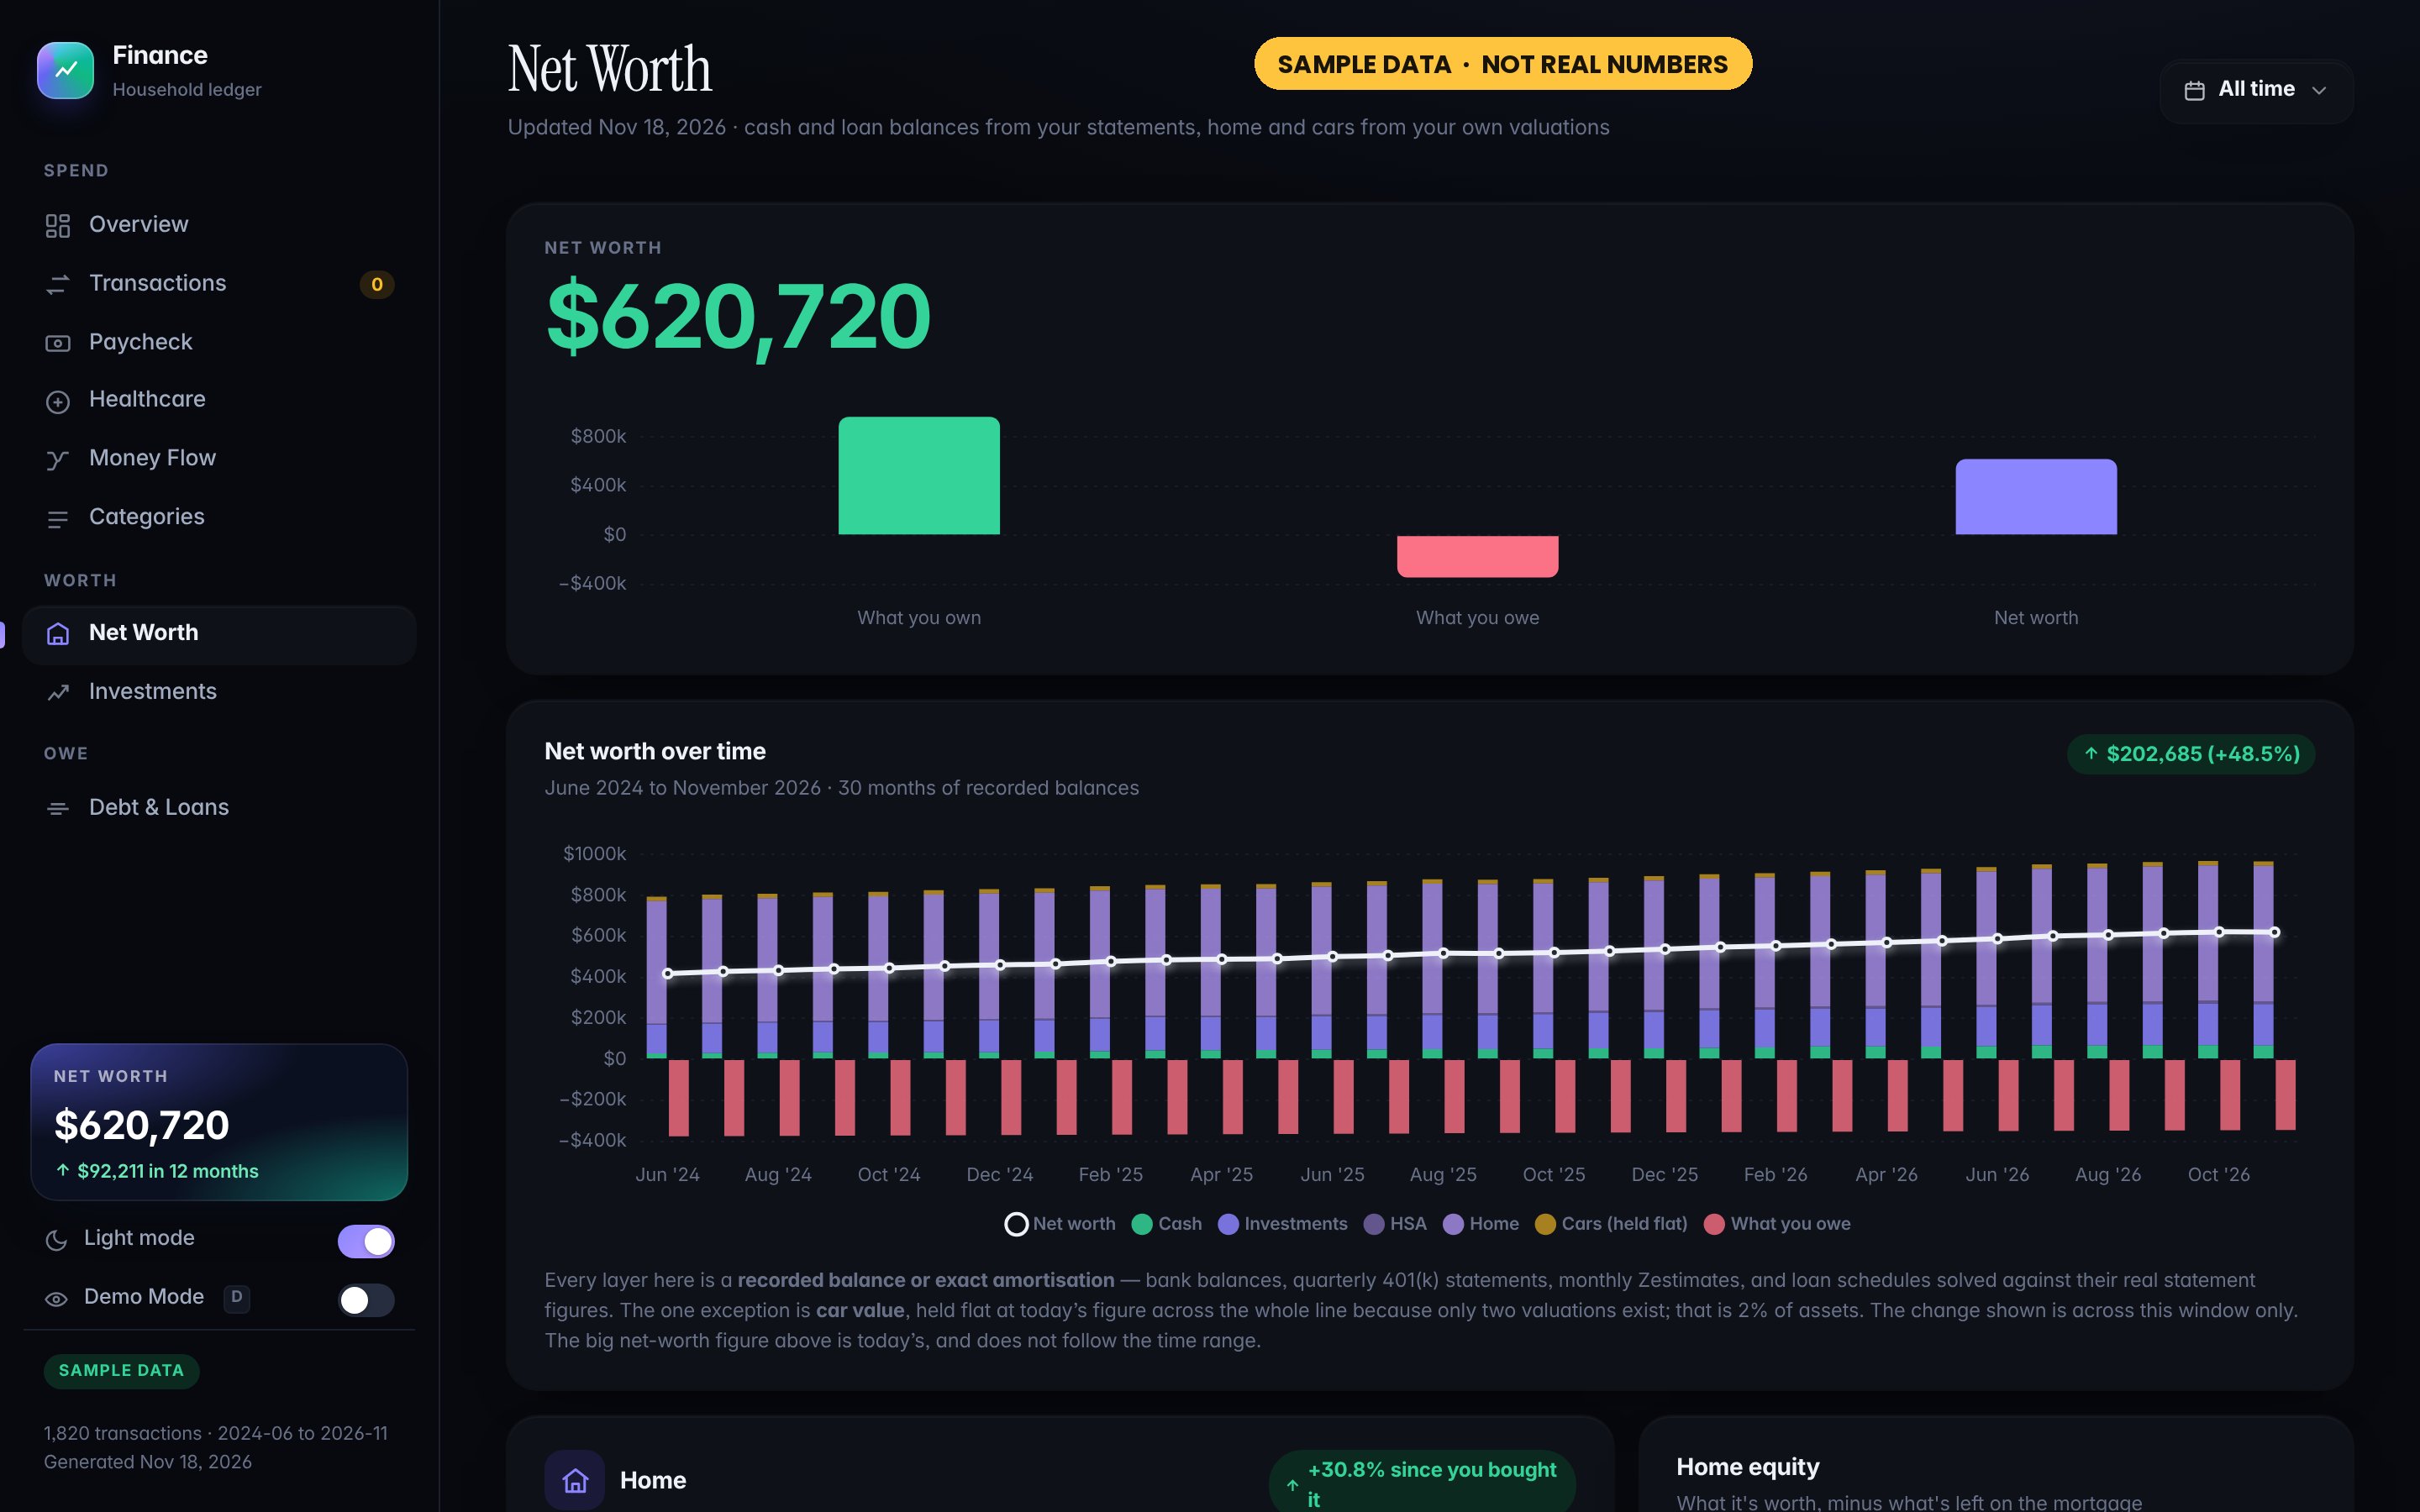 Finance
Household ledger
SPEND
Overview
Transactions 0
Paycheck
Healthcare
Money Flow
Categories
WORTH
Net Worth
Investments
OWE
Debt & Loans
NET WORTH
$620,720
↑ $92,211 in 12 months
Light mode
Demo Mode D
SAMPLE DATA
1,820 transactions · 2024-06 to 2026-11
Generated Nov 18, 2026
Net Worth
SAMPLE DATA · NOT REAL NUMBERS
Updated Nov 18, 2026 · cash and loan balances from your statements, home and cars from your own valuations
All time
NET WORTH
$620,720
$800k
$400k
$0
−$400k
What you own What you owe Net worth
Net worth over time
↑ $202,685 (+48.5%)
June 2024 to November 2026 · 30 months of recorded balances
$1000k
$800k
$600k
$400k
$200k
$0
−$200k
−$400k
Jun '24 Aug '24 Oct '24 Dec '24 Feb '25 Apr '25 Jun '25 Aug '25 Oct '25 Dec '25 Feb '26 Apr '26 Jun '26 Aug '26 Oct '26
Net worth Cash Investments HSA Home Cars (held flat) What you owe
Every layer here is a recorded balance or exact amortisation — bank balances, quarterly 401(k) statements, monthly Zestimates, and loan schedules solved against their real statement
figures. The one exception is car value, held flat at today’s figure across the whole line because only two valuations exist; that is 2% of assets. The change shown is across this window only.
The big net-worth figure above is today’s, and does not follow the time range.
Home
↑ +30.8% since you bought
it
Home equity
What it's worth, minus what's left on the mortgage